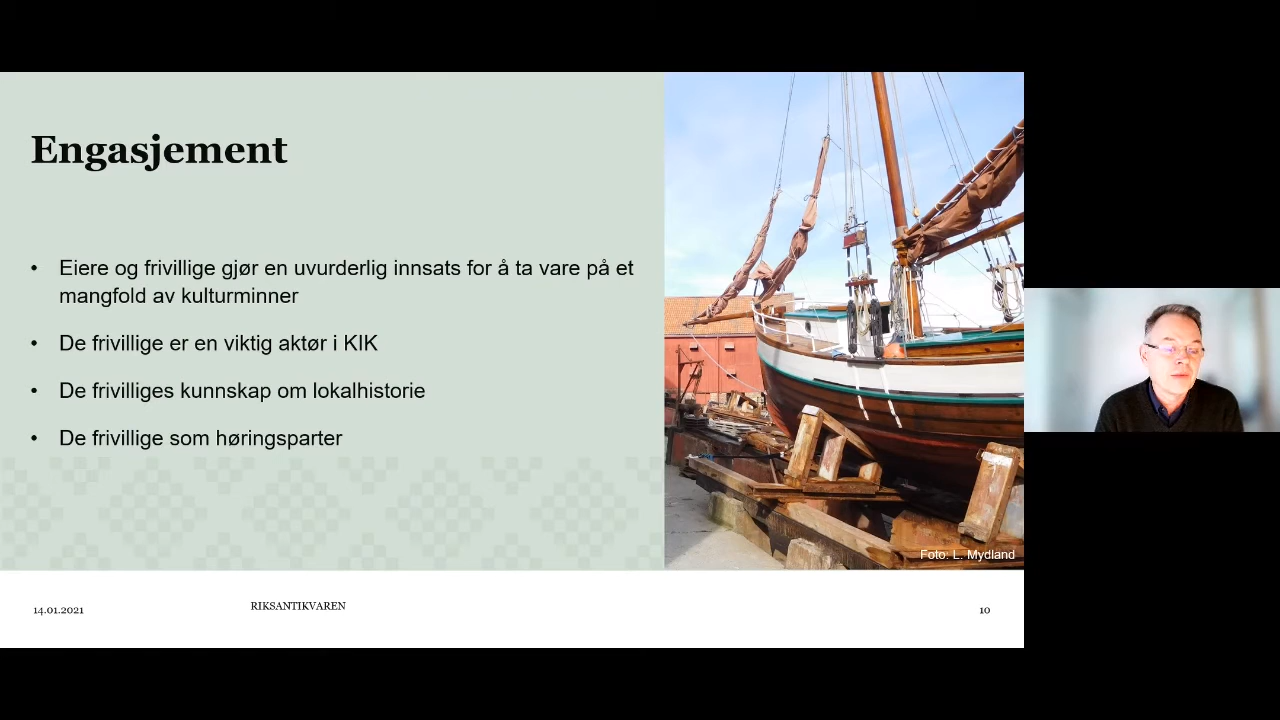 Engasjement
• Eiere og frivillige gjør en uvurderlig innsats for å ta vare på et
mangfold av kulturminner
• De frivillige er en viktig aktør i KIK
• De frivilliges kunnskap om lokalhistorie
• De frivillige som høringsparter
Foto: L. Mydland
14.01.2021
RIKSANTIKVAREN
10